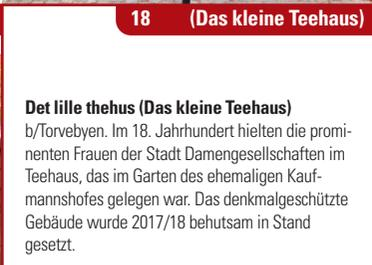 18 (Das kleine Teehaus)
Det lille thehus (Das kleine Teehaus)
b/Torvebyen. Im 18. Jahrhundert hielten die promi-
nenten Frauen der Stadt Damengesellschaften im
Teehaus, das im Garten des ehemaligen Kauf-
mannshofes gelegen war. Das denkmalgeschützte
Gebäude wurde 2017/18 behutsam in Stand
gesetzt.